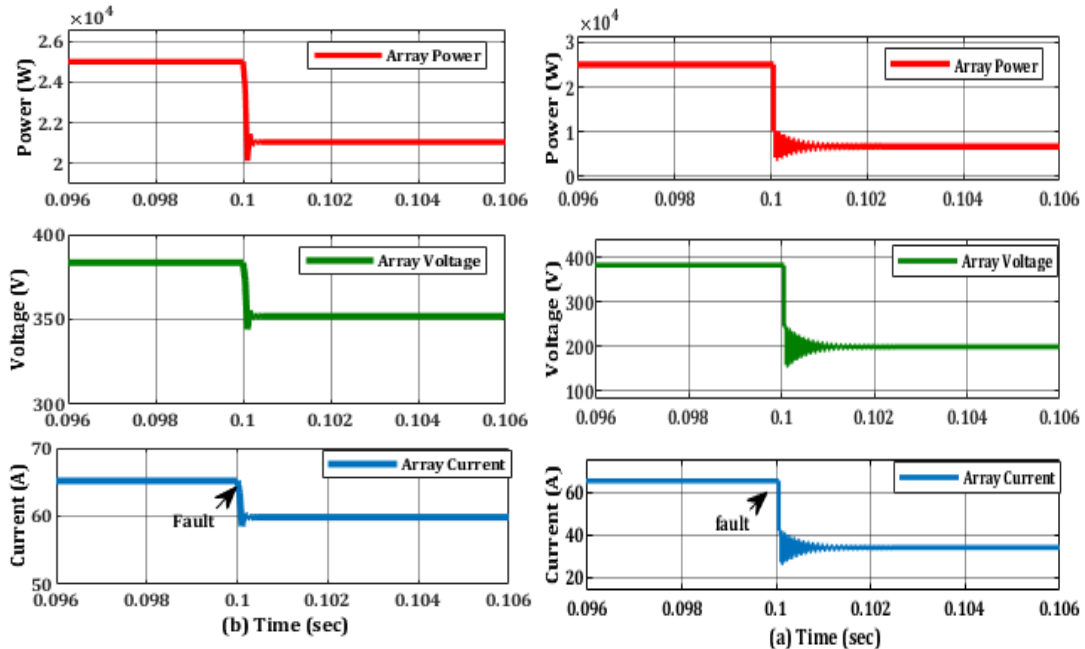 ×10⁴
2.6
2.4
2.2
2
Power (W)
Array Power
0.096 0.098 0.1 0.102 0.104 0.106
400
350
300
Voltage (V)
Array Voltage
0.096 0.098 0.1 0.102 0.104 0.106
70
60
50
Current (A)
Array Current
Fault
0.096 0.098 0.1 0.102 0.104 0.106
(b) Time (sec)
×10⁴
3
2
1
0
Power (W)
Array Power
0.096 0.098 0.1 0.102 0.104 0.106
400
300
200
100
Voltage (V)
Array Voltage
0.096 0.098 0.1 0.102 0.104 0.106
60
40
20
Current (A)
Array Current
fault
0.096 0.098 0.1 0.102 0.104 0.106
(a) Time (sec)